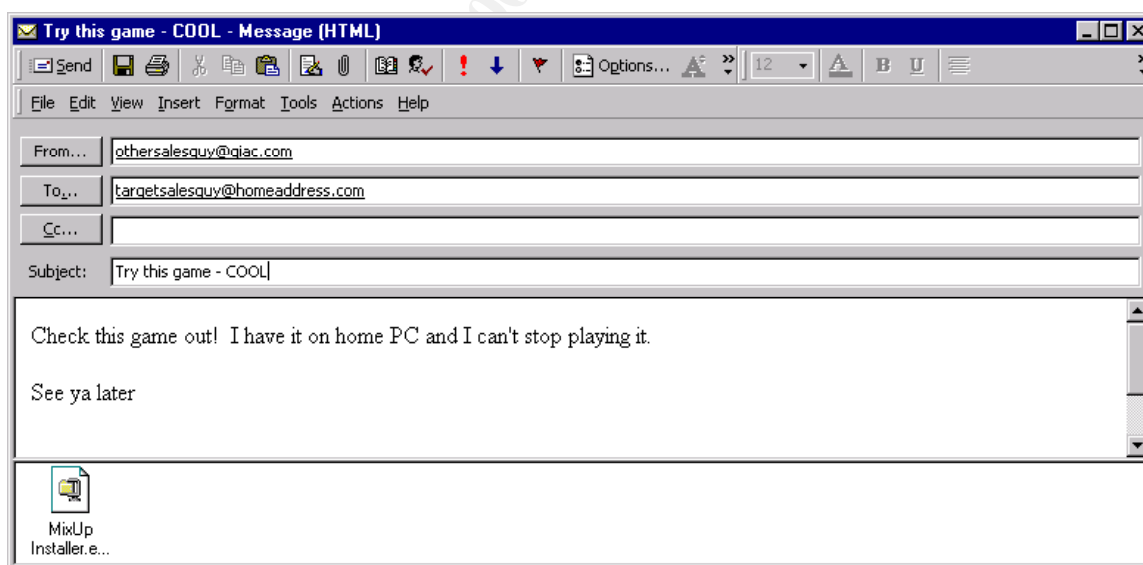 Try this game - COOL - Message (HTML)
Send Options... 12 A B U
File Edit View Insert Format Tools Actions Help
From... othersalesguy@giac.com
To... targetsalesguy@homeaddress.com
Cc...
Subject: Try this game - COOL
Check this game out! I have it on home PC and I can't stop playing it.
See ya later
MixUp
Installer.e...